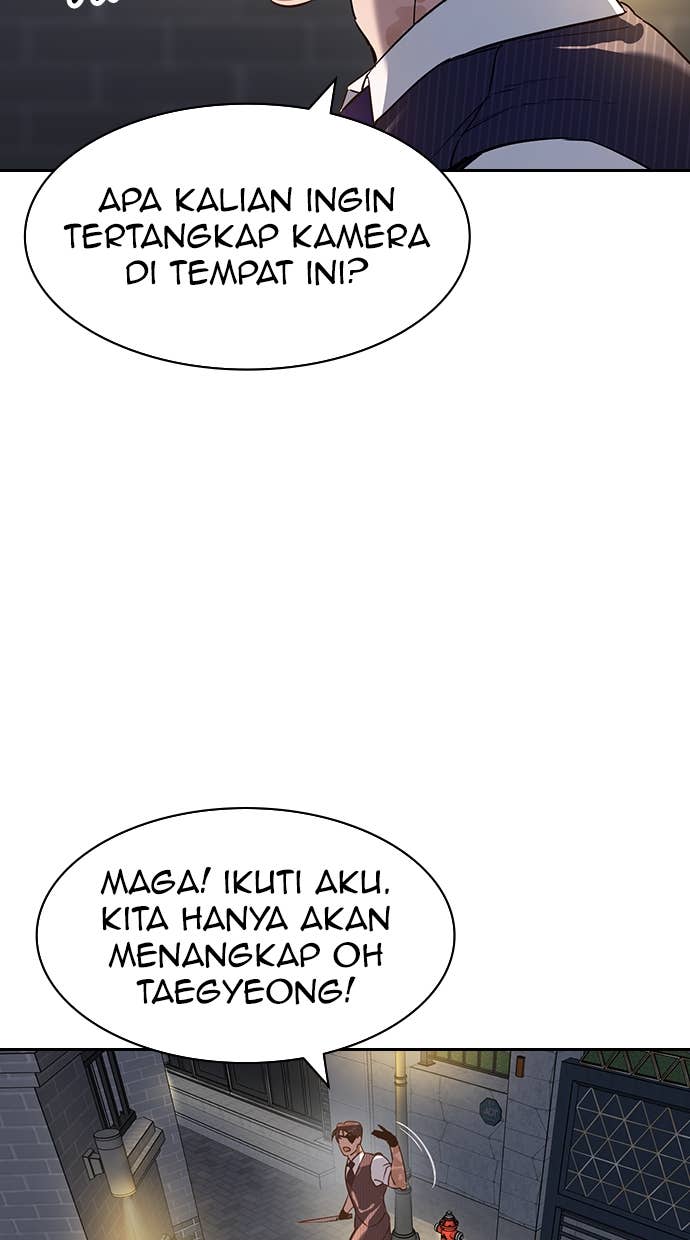 APA KALIAN INGIN
TERTANGKAP KAMERA
DI TEMPAT INI?
MAGA! IKUTI AKU,
KITA HANYA AKAN
MENANGKAP OH
TAEGYEONG!